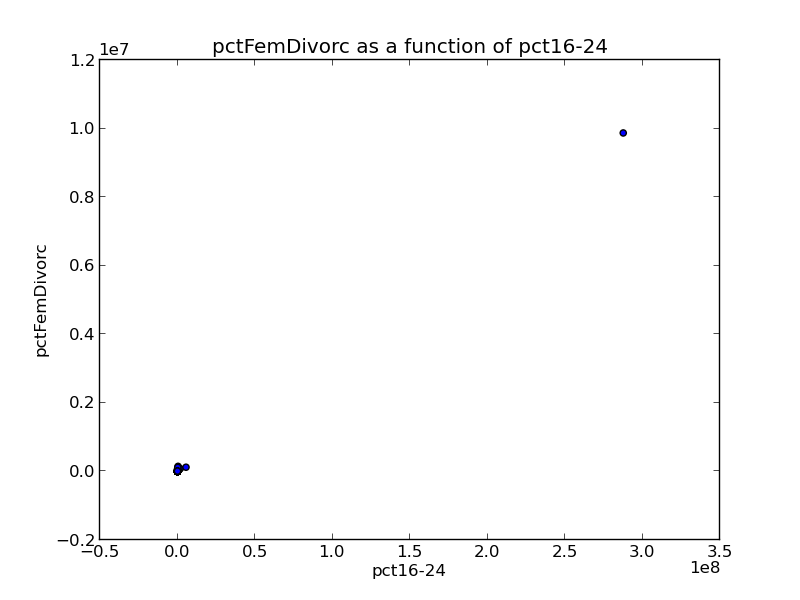 pctFemDivorc as a function of pct16-24
1e7
1.2
1.0
0.8
0.6
0.4
0.2
0.0
−0.2
pctFemDivorc
−0.5 0.0 0.5 1.0 1.5 2.0 2.5 3.0 3.5
1e8
pct16-24